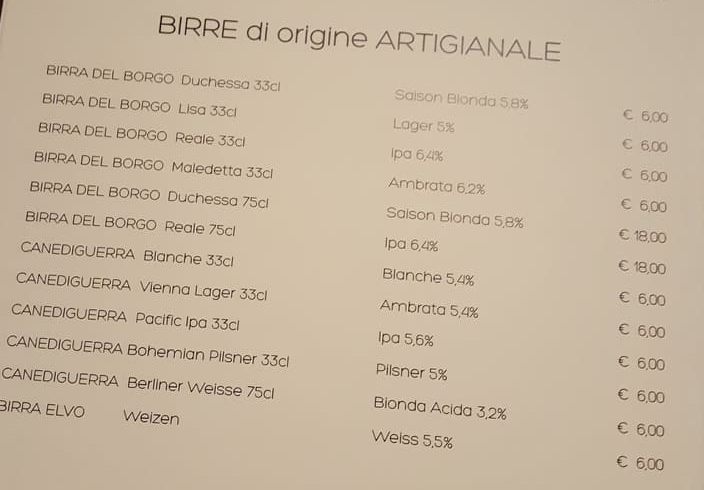 BIRRE di origine ARTIGIANALE
BIRRA DEL BORGO Duchessa 33cl Saison Bionda 5,8% € 6,00
BIRRA DEL BORGO Lisa 33cl Lager 5% € 6,00
BIRRA DEL BORGO Reale 33cl Ipa 6,4% € 6,00
BIRRA DEL BORGO Maledetta 33cl Ambrata 6,2% € 6,00
BIRRA DEL BORGO Duchessa 75cl Saison Bionda 5,8% € 18,00
BIRRA DEL BORGO Reale 75cl Ipa 6,4% € 18,00
CANEDIGUERRA Blanche 33cl Blanche 5,4% € 6,00
CANEDIGUERRA Vienna Lager 33cl Ambrata 5,4% € 6,00
CANEDIGUERRA Pacific Ipa 33cl Ipa 5,6% € 6,00
CANEDIGUERRA Bohemian Pilsner 33cl Pilsner 5% € 6,00
CANEDIGUERRA Berliner Weisse 75cl Bionda Acida 3,2% € 6,00
BIRRA ELVO Weizen Weiss 5,5% € 6,00